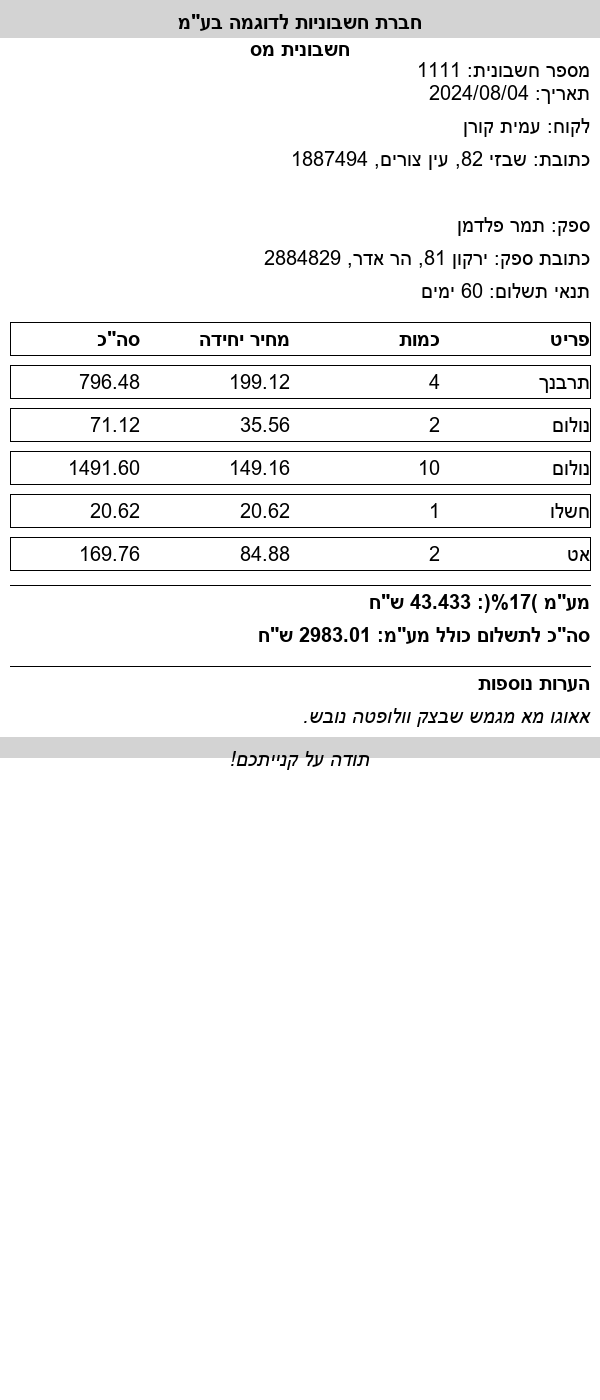 חברת חשבוניות לדוגמה בע"מ
חשבונית מס
מספר חשבונית: 1111
תאריך: 2024/08/04
לקוח: עמית קורן
כתובת: שבזי 82, עין צורים, 1887494
ספק: תמר פלדמן
כתובת ספק: ירקון 81, הר אדר, 2884829
תנאי תשלום: 60 ימים
פריט כמות מחיר יחידה סה"כ
תרבנך 4 199.12 796.48
נולום 2 35.56 71.12
נולום 10 149.16 1491.60
חשלו 1 20.62 20.62
אט 2 84.88 169.76
מע"מ )17%(: 43.433 ש"ח
סה"כ לתשלום כולל מע"מ: 2983.01 ש"ח
הערות נוספות
אאוגו מא מגמש שבצק וולופטה נובש.
תודה על קנייתכם!